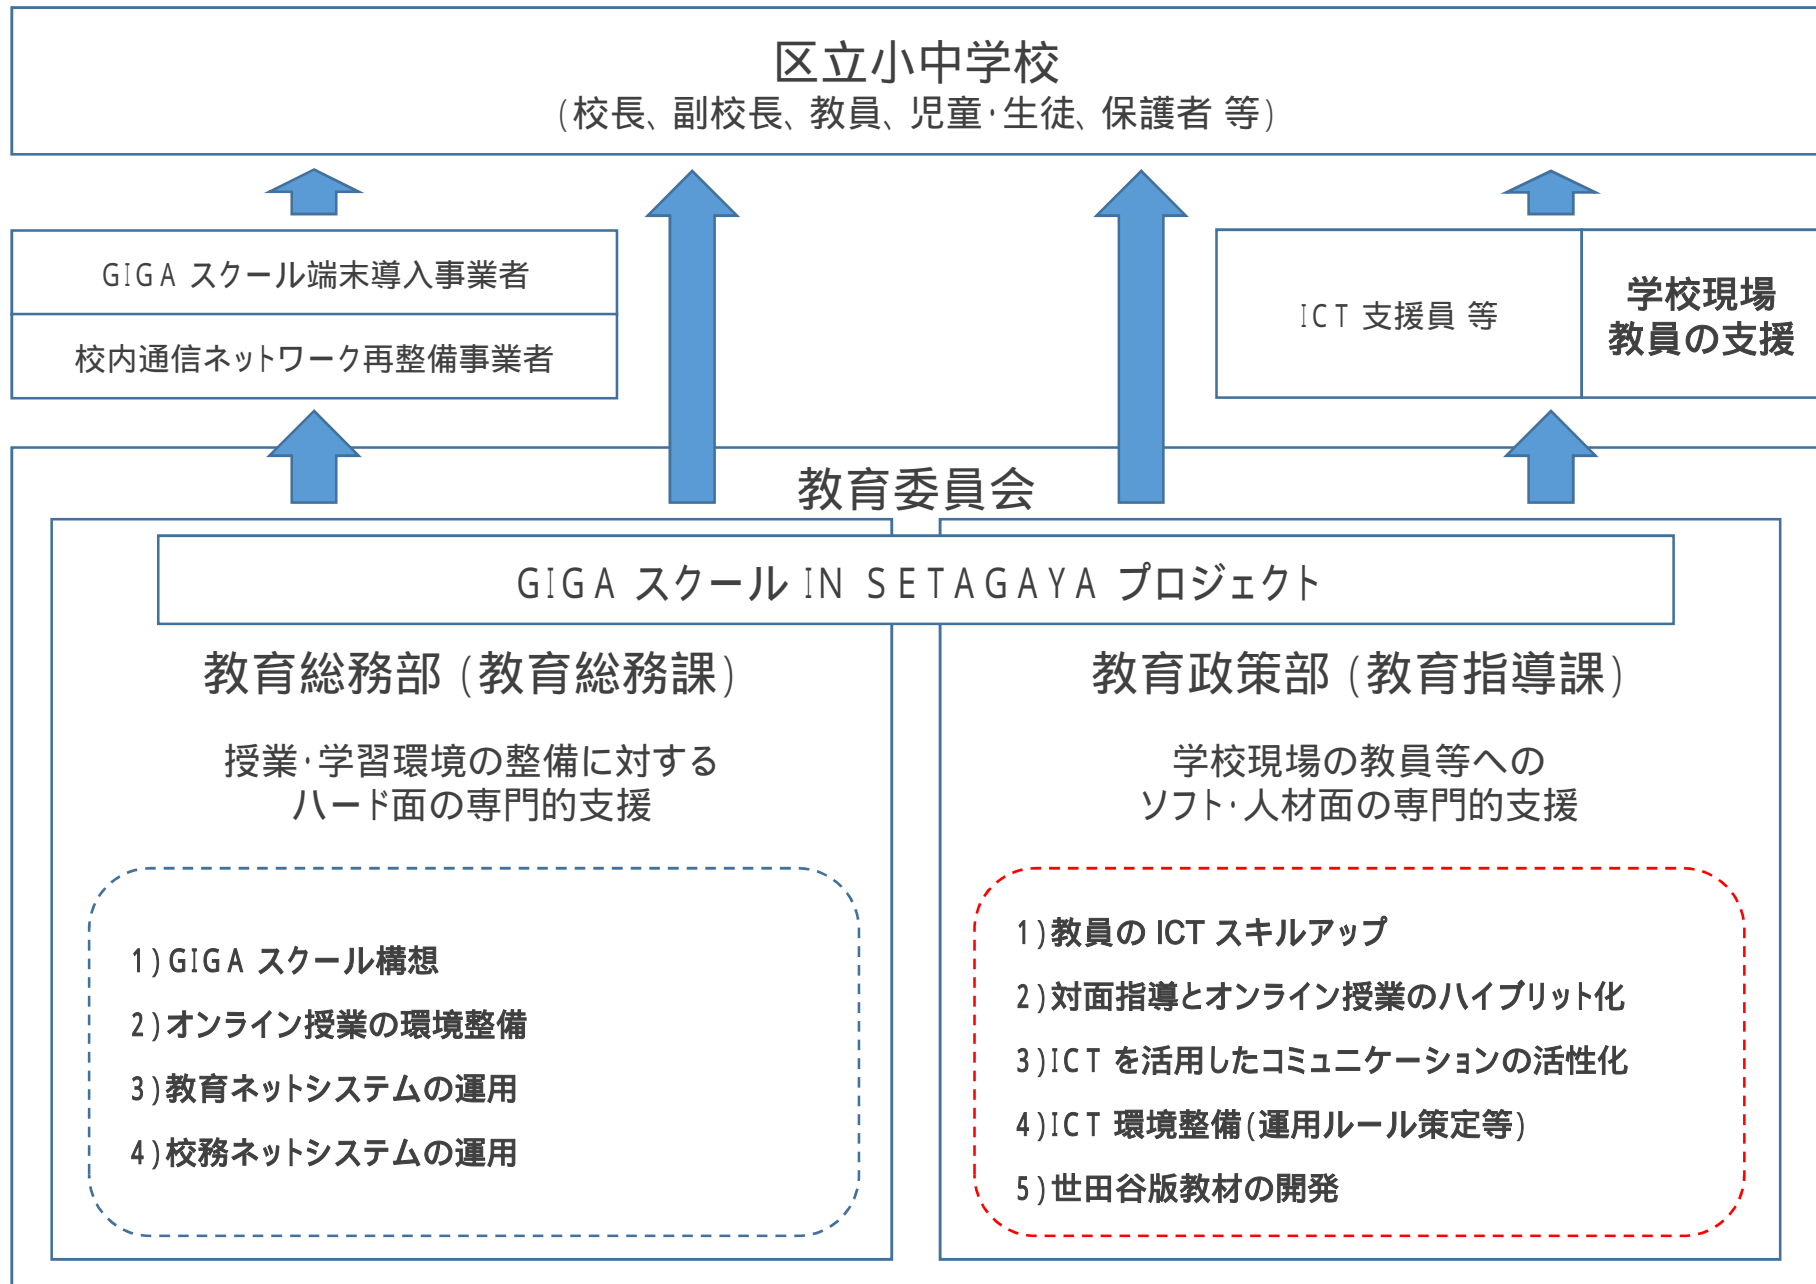 区立小中学校
(校長、副校長、教員、児童・生徒、保護者 等)
GIGA スクール端末導入事業者
校内通信ネットワーク再整備事業者
ICT 支援員 等
学校現場
教員の支援
教育委員会
GIGA スクール IN SETAGAYA プロジェクト
教育総務部 (教育総務課)
授業・学習環境の整備に対する
ハード面の専門的支援
1)GIGA スクール構想
2)オンライン授業の環境整備
3)教育ネットシステムの運用
4)校務ネットシステムの運用
教育政策部 (教育指導課)
学校現場の教員等への
ソフト・人材面の専門的支援
1)教員の ICT スキルアップ
2)対面指導とオンライン授業のハイブリット化
3)ICT を活用したコミュニケーションの活性化
4)ICT 環境整備(運用ルール策定等)
5)世田谷版教材の開発